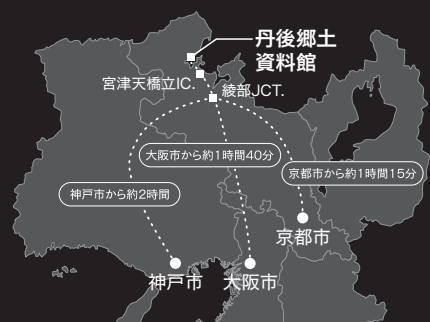 丹後郷土
資料館
宮津天橋立IC.
綾部JCT.
大阪市から約1時間40分
京都市から約1時間15分
神戸市から約2時間
京都市
神戸市
大阪市